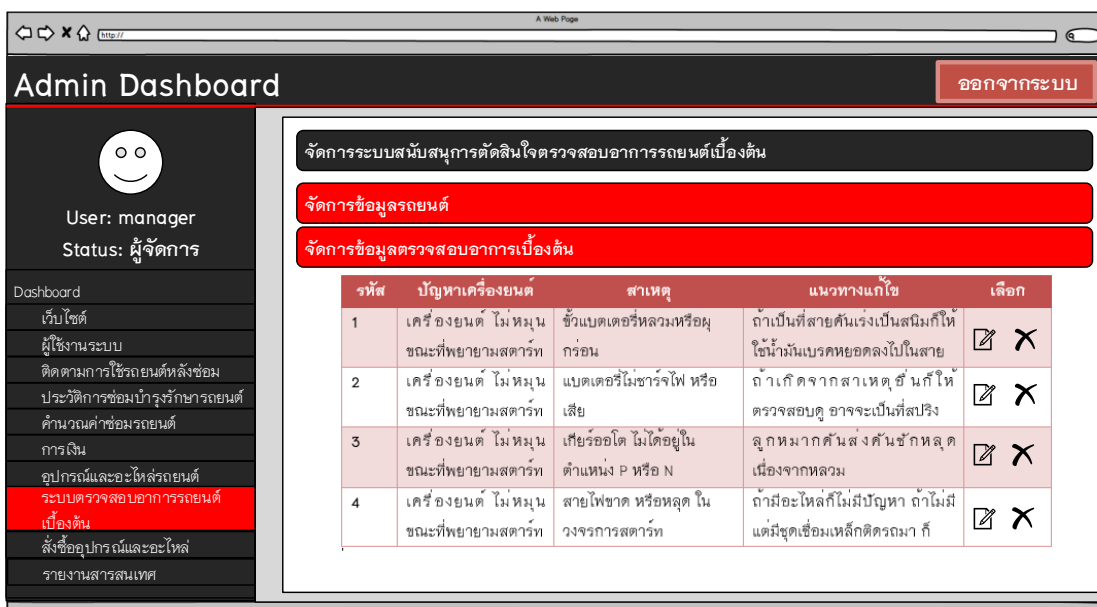 A Web Page
http://
Admin Dashboard
ออกจากระบบ
User: manager
Status: ผู้จัดการ
Dashboard
เว็บไซต์
ผู้ใช้งานระบบ
ติดตามการใช้รถยนต์หลังซ่อม
ประวัติการซ่อมบำรุงรักษารถยนต์
คำนวณค่าซ่อมรถยนต์
การเงิน
อุปกรณ์และอะไหล่รถยนต์
ระบบตรวจสอบอาการรถยนต์
เบื้องต้น
สั่งซื้ออุปกรณ์และอะไหล่
รายงานสารสนเทศ
จัดการระบบสนับสนุการตัดสินใจตรวจสอบอาการรถยนต์เบื้องต้น
จัดการข้อมูลรถยนต์
จัดการข้อมูลตรวจสอบอาการเบื้องต้น
รหัส ปัญหาเครื่องยนต์ สาเหตุ แนวทางแก้ไข เลือก
1 เครื่องยนต์ ไม่หมุน ขั้วแบตเตอรี่หลวมหรือผุ ถ้าเป็นที่สายคันเร่งเป็นสนิมก็ให้
ขณะที่พยายามสตาร์ท กร่อน ใช้น้ำมันเบรคหยอดลงไปในสาย
2 เครื่องยนต์ ไม่หมุน แบตเตอรี่ไม่ชาร์จไฟ หรือ ถ้าเกิดจากสาเหตุอื่นก็ให้
ขณะที่พยายามสตาร์ท เสีย ตรวจสอบดู อาจจะเป็นที่สปริง
3 เครื่องยนต์ ไม่หมุน เกียร์ออโต ไม่ได้อยู่ใน ลูกหมากคันส่งคันชักหลุด
ขณะที่พยายามสตาร์ท ตำแหน่ง P หรือ N เนื่องจากหลวม
4 เครื่องยนต์ ไม่หมุน สายไฟขาด หรือหลุด ใน ถ้ามีอะไหล่ก็ไม่มีปัญหา ถ้าไม่มี
ขณะที่พยายามสตาร์ท วงจรการสตาร์ท แต่มีชุดเชื่อมเหล็กติดรถมา ก็